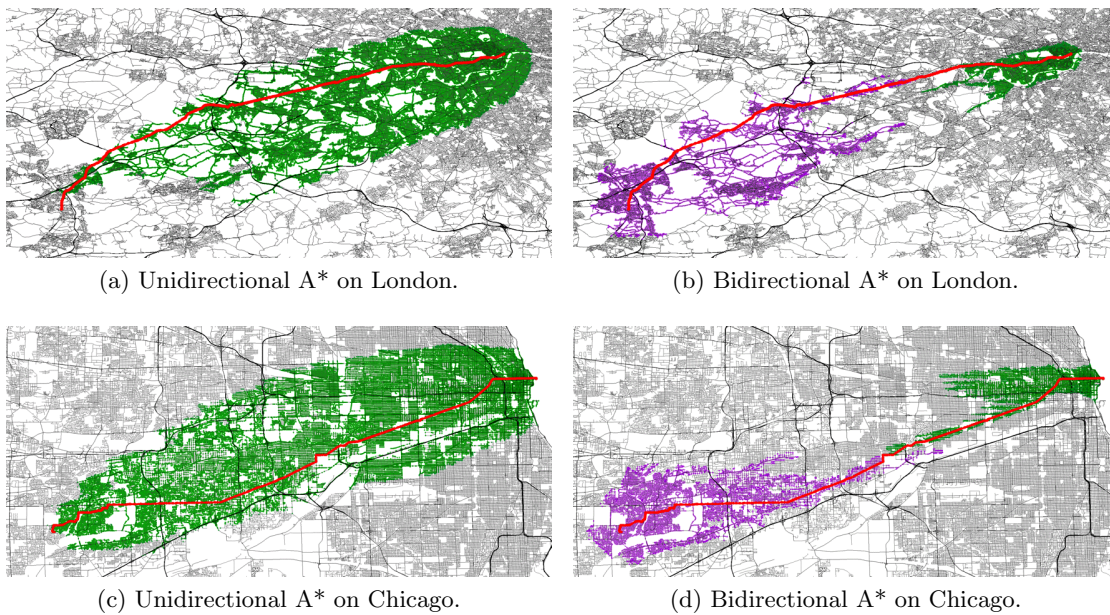 (a) Unidirectional A* on London.
(b) Bidirectional A* on London.
(c) Unidirectional A* on Chicago.
(d) Bidirectional A* on Chicago.